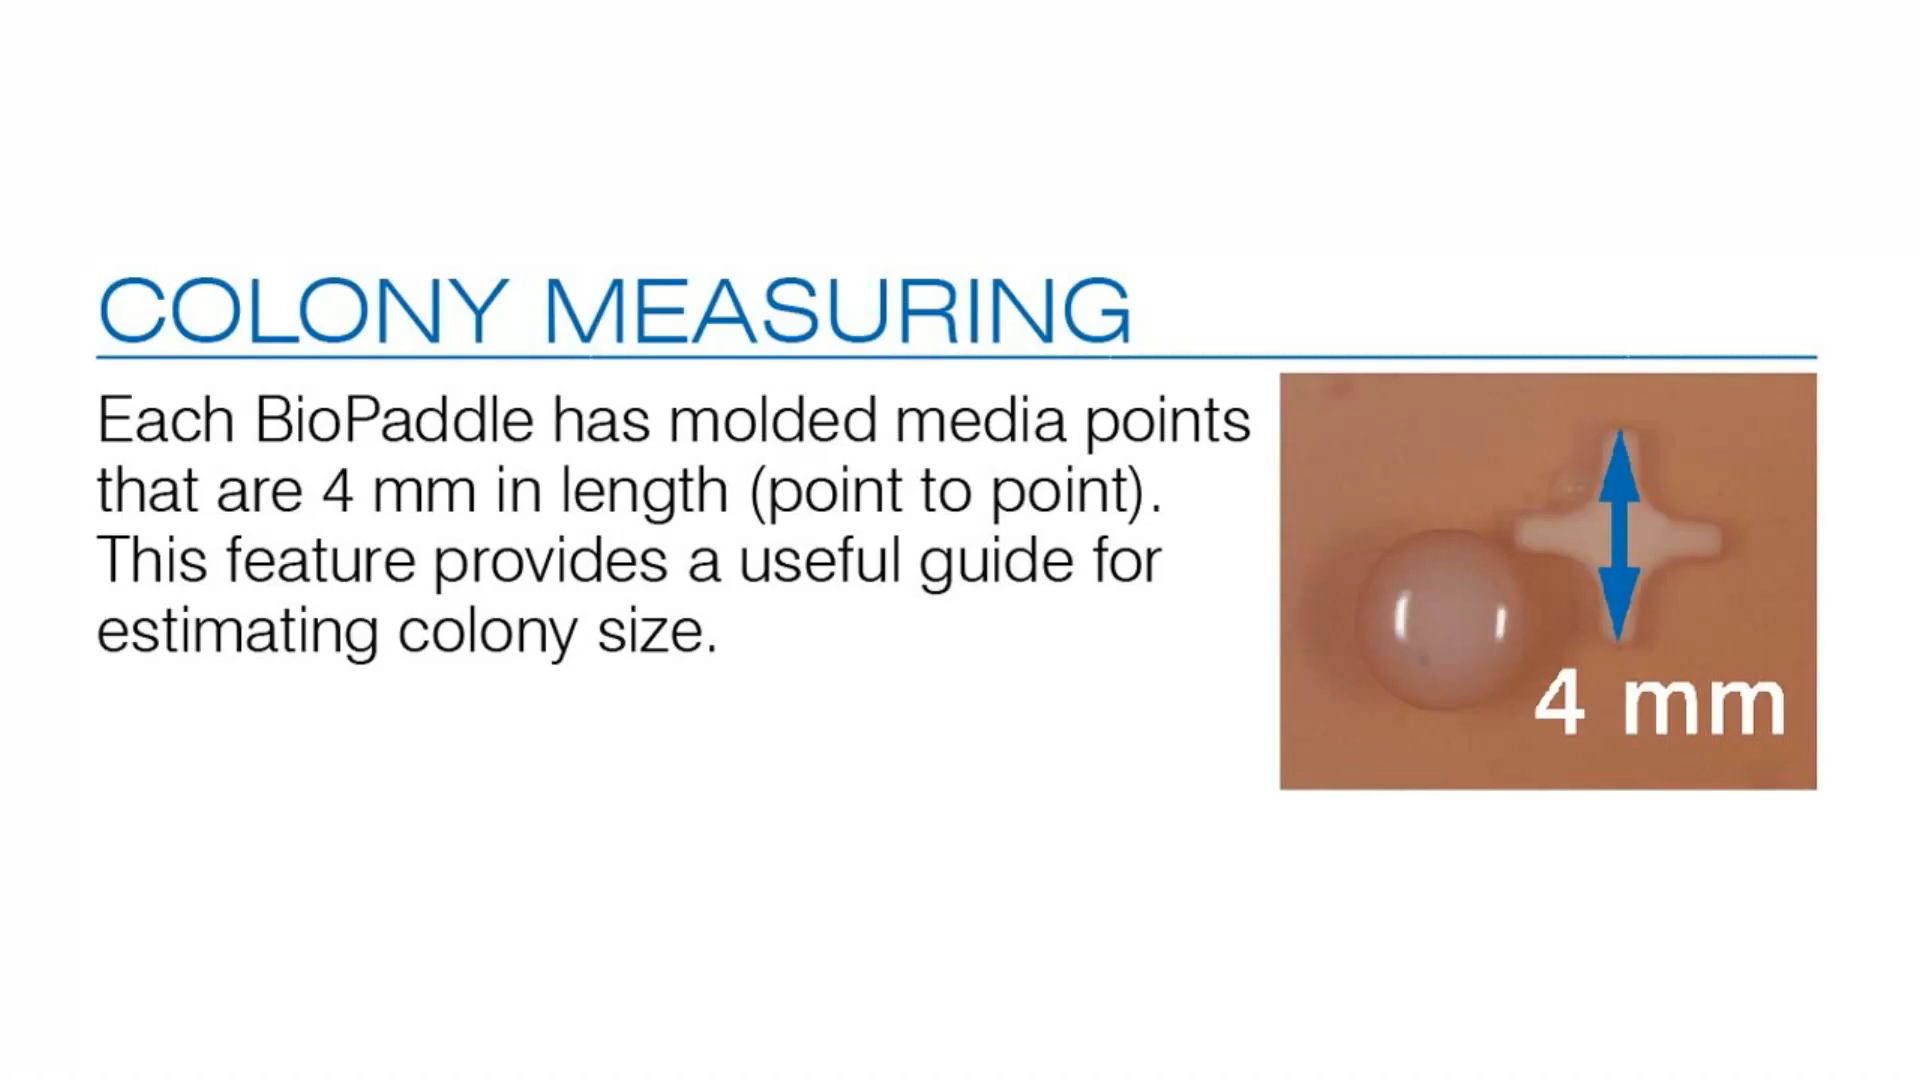 COLONY MEASURING
Each BioPaddle has molded media points
that are 4 mm in length (point to point).
This feature provides a useful guide for
estimating colony size.
4 mm